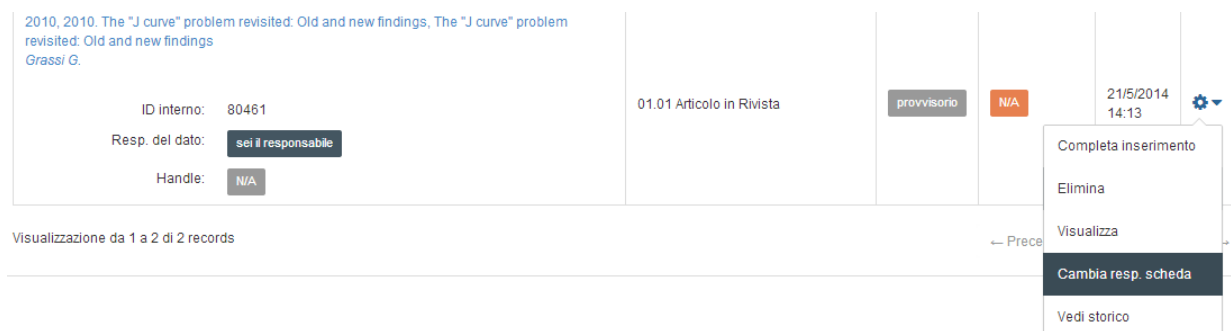 2010, 2010. The "J curve" problem revisited: Old and new findings, The "J curve" problem
revisited: Old and new findings
Grassi G.
ID interno: 80461
Resp. del dato: sei il responsabile
Handle: N/A
01.01 Articolo in Rivista
provvisorio
N/A
21/5/2014
14:13
Completa inserimento
Elimina
Visualizza
Cambia resp. scheda
Vedi storico
Visualizzazione da 1 a 2 di 2 records
← Prece